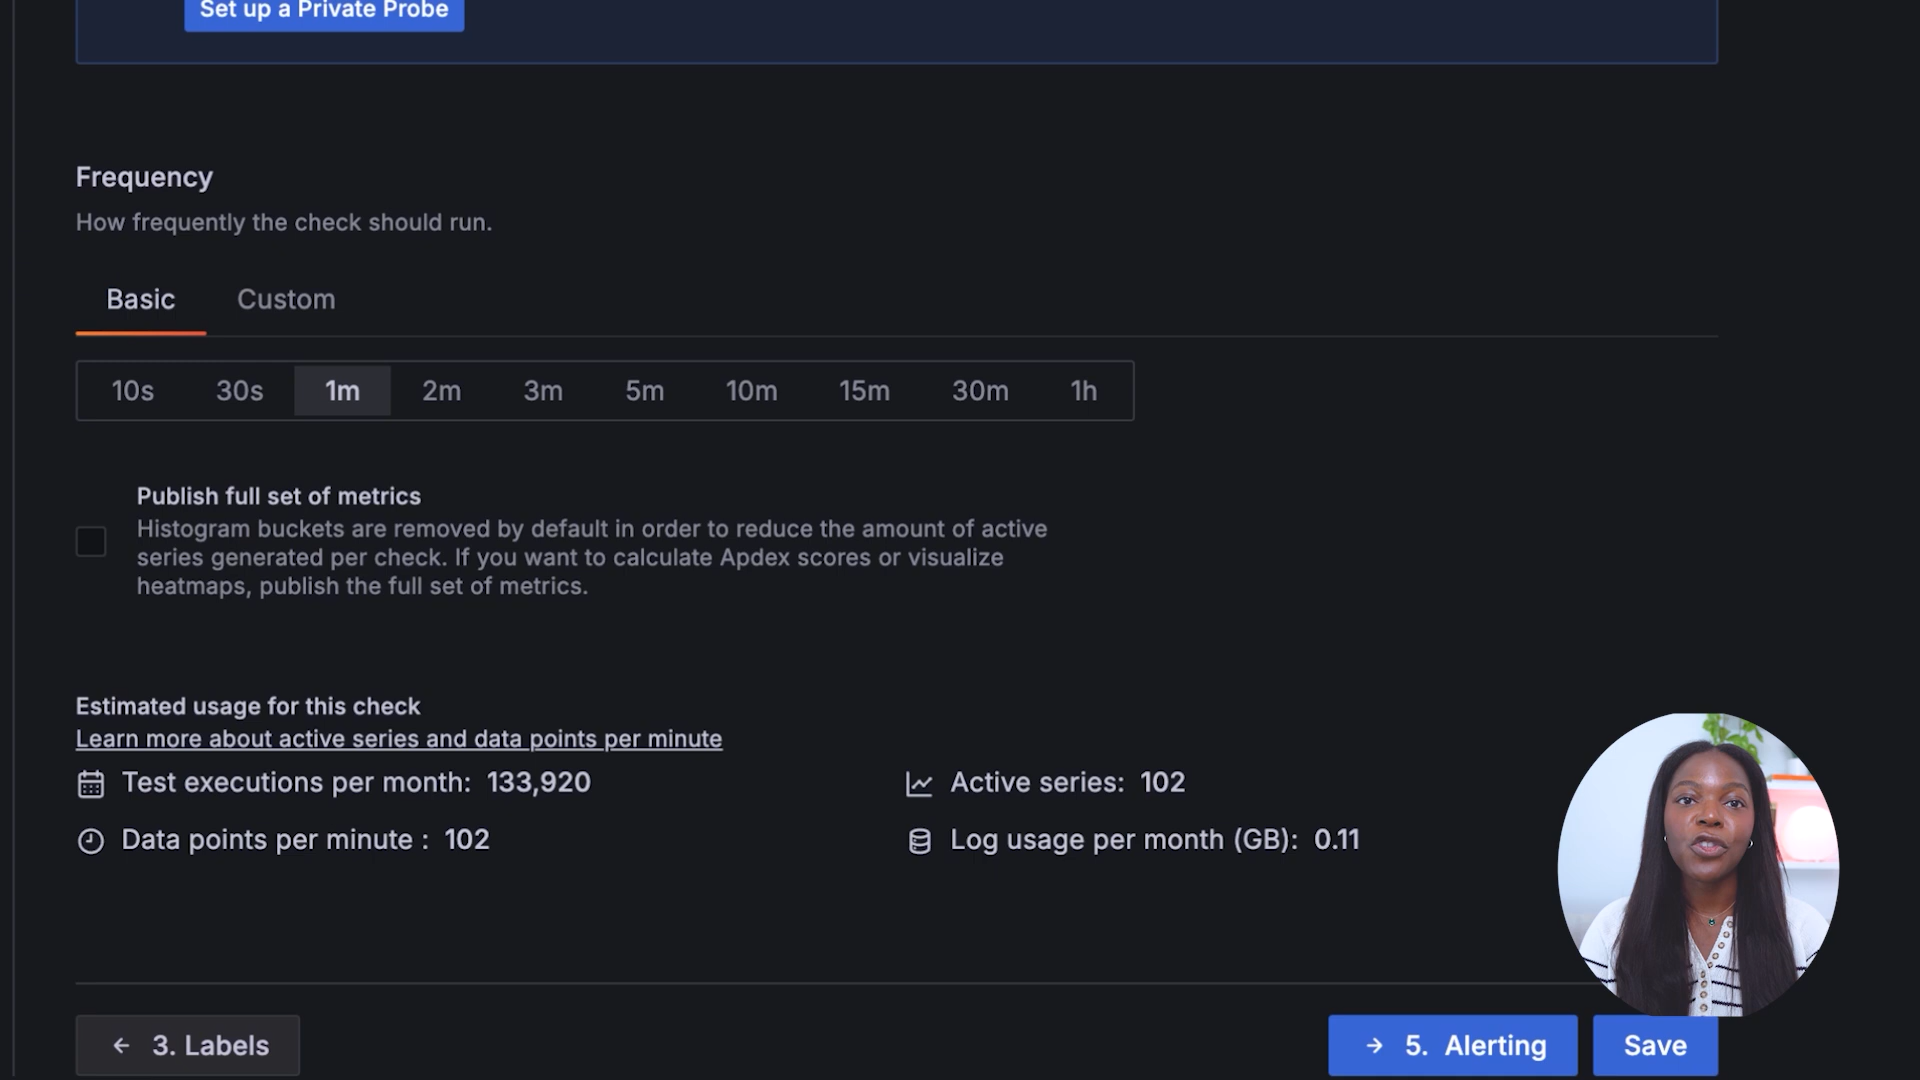 Set up a Private Probe
Frequency
How frequently the check should run.
Basic Custom
10s 30s 1m 2m 3m 5m 10m 15m 30m 1h
Publish full set of metrics
Histogram buckets are removed by default in order to reduce the amount of active
series generated per check. If you want to calculate Apdex scores or visualize
heatmaps, publish the full set of metrics.
Estimated usage for this check
Learn more about active series and data points per minute
Test executions per month: 133,920 Active series: 102
Data points per minute : 102 Log usage per month (GB): 0.11
3. Labels 5. Alerting Save